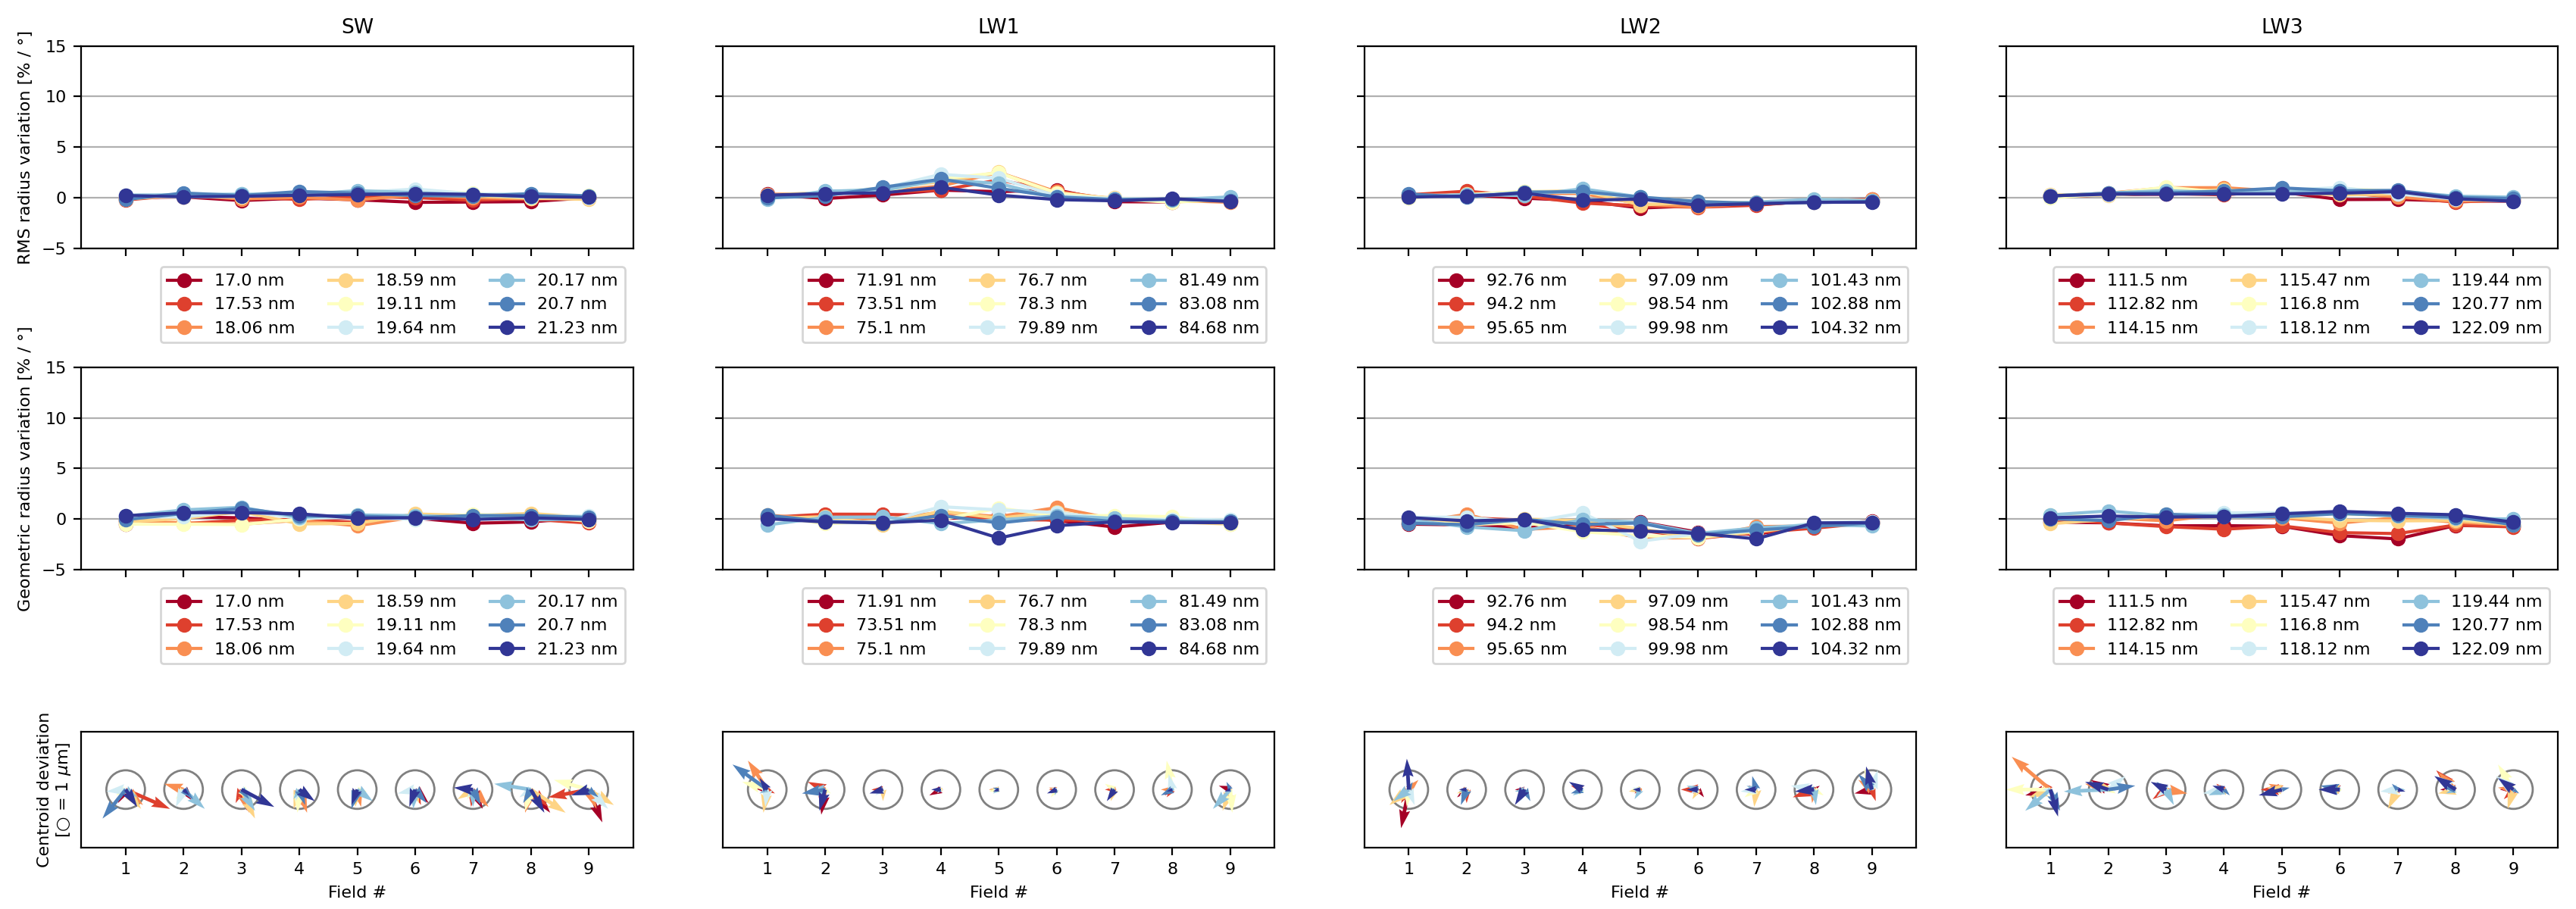 SW LW1 LW2 LW3
RMS radius variation [% / °]
15
10
5
0
−5
17.0 nm 18.59 nm 20.17 nm
17.53 nm 19.11 nm 20.7 nm
18.06 nm 19.64 nm 21.23 nm
71.91 nm 76.7 nm 81.49 nm
73.51 nm 78.3 nm 83.08 nm
75.1 nm 79.89 nm 84.68 nm
92.76 nm 97.09 nm 101.43 nm
94.2 nm 98.54 nm 102.88 nm
95.65 nm 99.98 nm 104.32 nm
111.5 nm 115.47 nm 119.44 nm
112.82 nm 116.8 nm 120.77 nm
114.15 nm 118.12 nm 122.09 nm
Geometric radius variation [% / °]
15
10
5
0
−5
17.0 nm 18.59 nm 20.17 nm
17.53 nm 19.11 nm 20.7 nm
18.06 nm 19.64 nm 21.23 nm
71.91 nm 76.7 nm 81.49 nm
73.51 nm 78.3 nm 83.08 nm
75.1 nm 79.89 nm 84.68 nm
92.76 nm 97.09 nm 101.43 nm
94.2 nm 98.54 nm 102.88 nm
95.65 nm 99.98 nm 104.32 nm
111.5 nm 115.47 nm 119.44 nm
112.82 nm 116.8 nm 120.77 nm
114.15 nm 118.12 nm 122.09 nm
Centroid deviation
[○ = 1 μm]
1 2 3 4 5 6 7 8 9
Field #
1 2 3 4 5 6 7 8 9
Field #
1 2 3 4 5 6 7 8 9
Field #
1 2 3 4 5 6 7 8 9
Field #